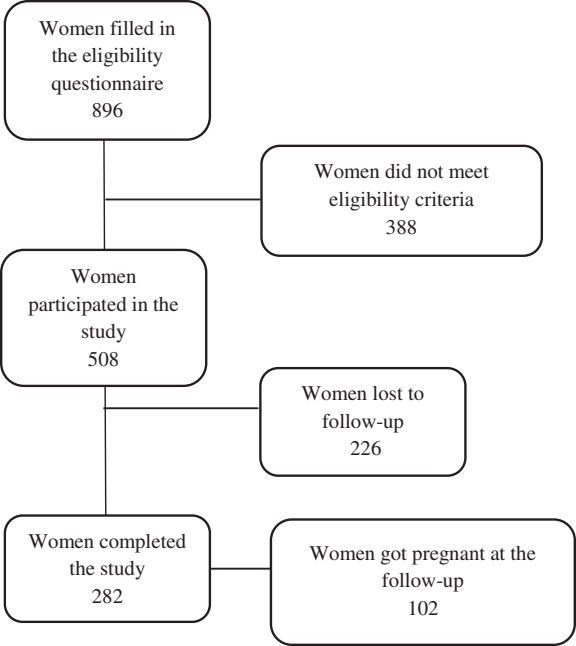 Women filled in
the eligibility
questionnaire
896
Women did not meet
eligibility criteria
388
Women
participated in the
study
508
Women lost to
follow-up
226
Women completed
the study
282
Women got pregnant at the
follow-up
102